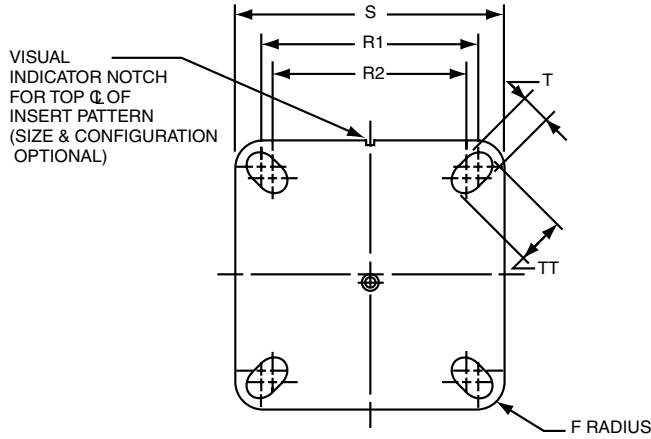 S
R1
R2
T
VISUAL
INDICATOR NOTCH
FOR TOP ℄ OF
INSERT PATTERN
(SIZE & CONFIGURATION
OPTIONAL)
TT
F RADIUS